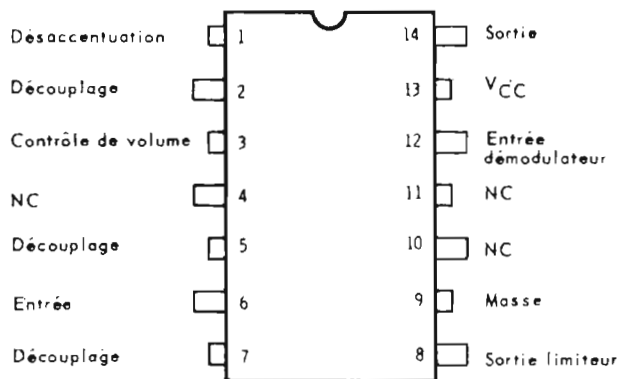 Désaccentuation 1 14 Sortie
Découplage 2 13 VCC
Contrôle de volume 3 12 Entrée
démodulateur
NC 4 11 NC
Découplage 5 10 NC
Entrée 6 9 Masse
Découplage 7 8 Sortie limiteur